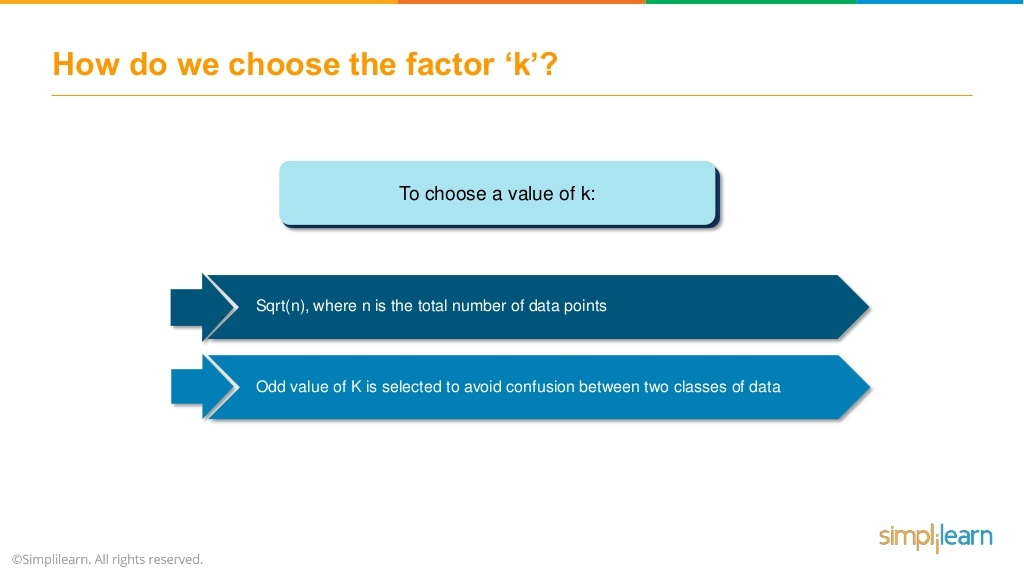 How do we choose the factor ‘k’?
To choose a value of k:
Sqrt(n), where n is the total number of data points
Odd value of K is selected to avoid confusion between two classes of data
simplilearn
©Simplilearn. All rights reserved.